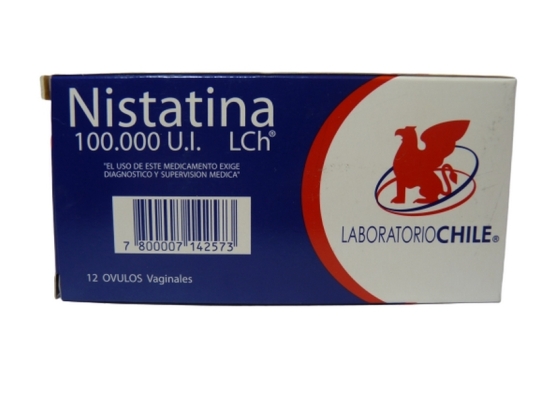 Nistatina
100.000 U.I. LCh®
"EL USO DE ESTE MEDICAMENTO EXIGE
DIAGNOSTICO Y SUPERVISION MEDICA"
7 800007 142573
12 OVULOS Vaginales
LABORATORIOCHILE®